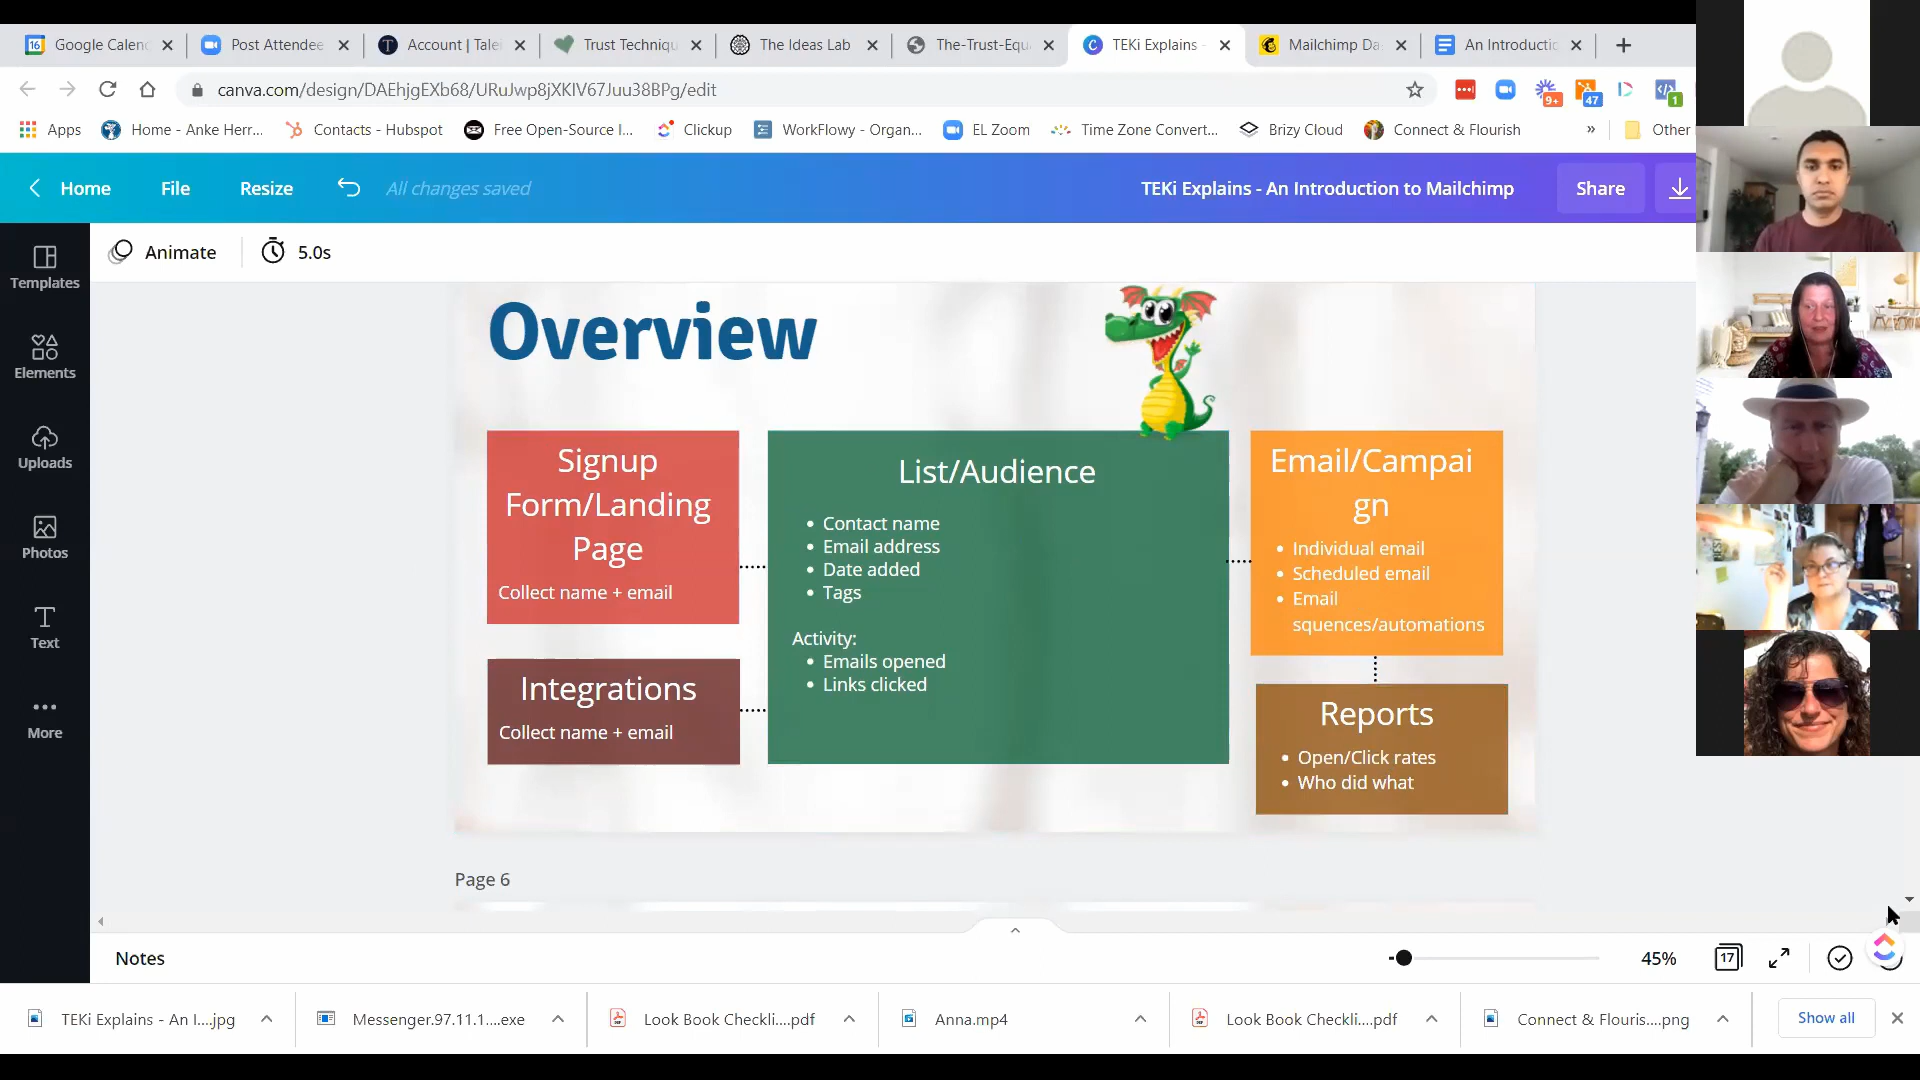 Google Calen
Post Attendee
Account | Talei
Trust Techniqu
The Ideas Lab
The-Trust-Equ
TEKi Explains -
Mailchimp Da
An Introductio
canva.com/design/DAEhjgEXb68/URuJwp8jXKlV67Juu38BPg/edit
9+
47
1
Apps
Home - Anke Herr...
Contacts - Hubspot
Free Open-Source I...
Clickup
WorkFlowy - Organ...
EL Zoom
Time Zone Convert...
Brizy Cloud
Connect & Flourish
»
Other
Home
File
Resize
All changes saved
TEKi Explains - An Introduction to Mailchimp
Share
Animate
5.0s
Templates
Elements
Uploads
Photos
Text
More
Overview
Signup
Form/Landing
Page
Collect name + email
Integrations
Collect name + email
List/Audience
• Contact name
• Email address
• Date added
• Tags
Activity:
• Emails opened
• Links clicked
Email/Campai
gn
• Individual email
• Scheduled email
• Email
squences/automations
Reports
• Open/Click rates
• Who did what
Page 6
Notes
45%
17
TEKi Explains - An I....jpg
Messenger.97.11.1....exe
Look Book Checkli....pdf
Anna.mp4
Look Book Checkli....pdf
Connect & Flouris....png
Show all